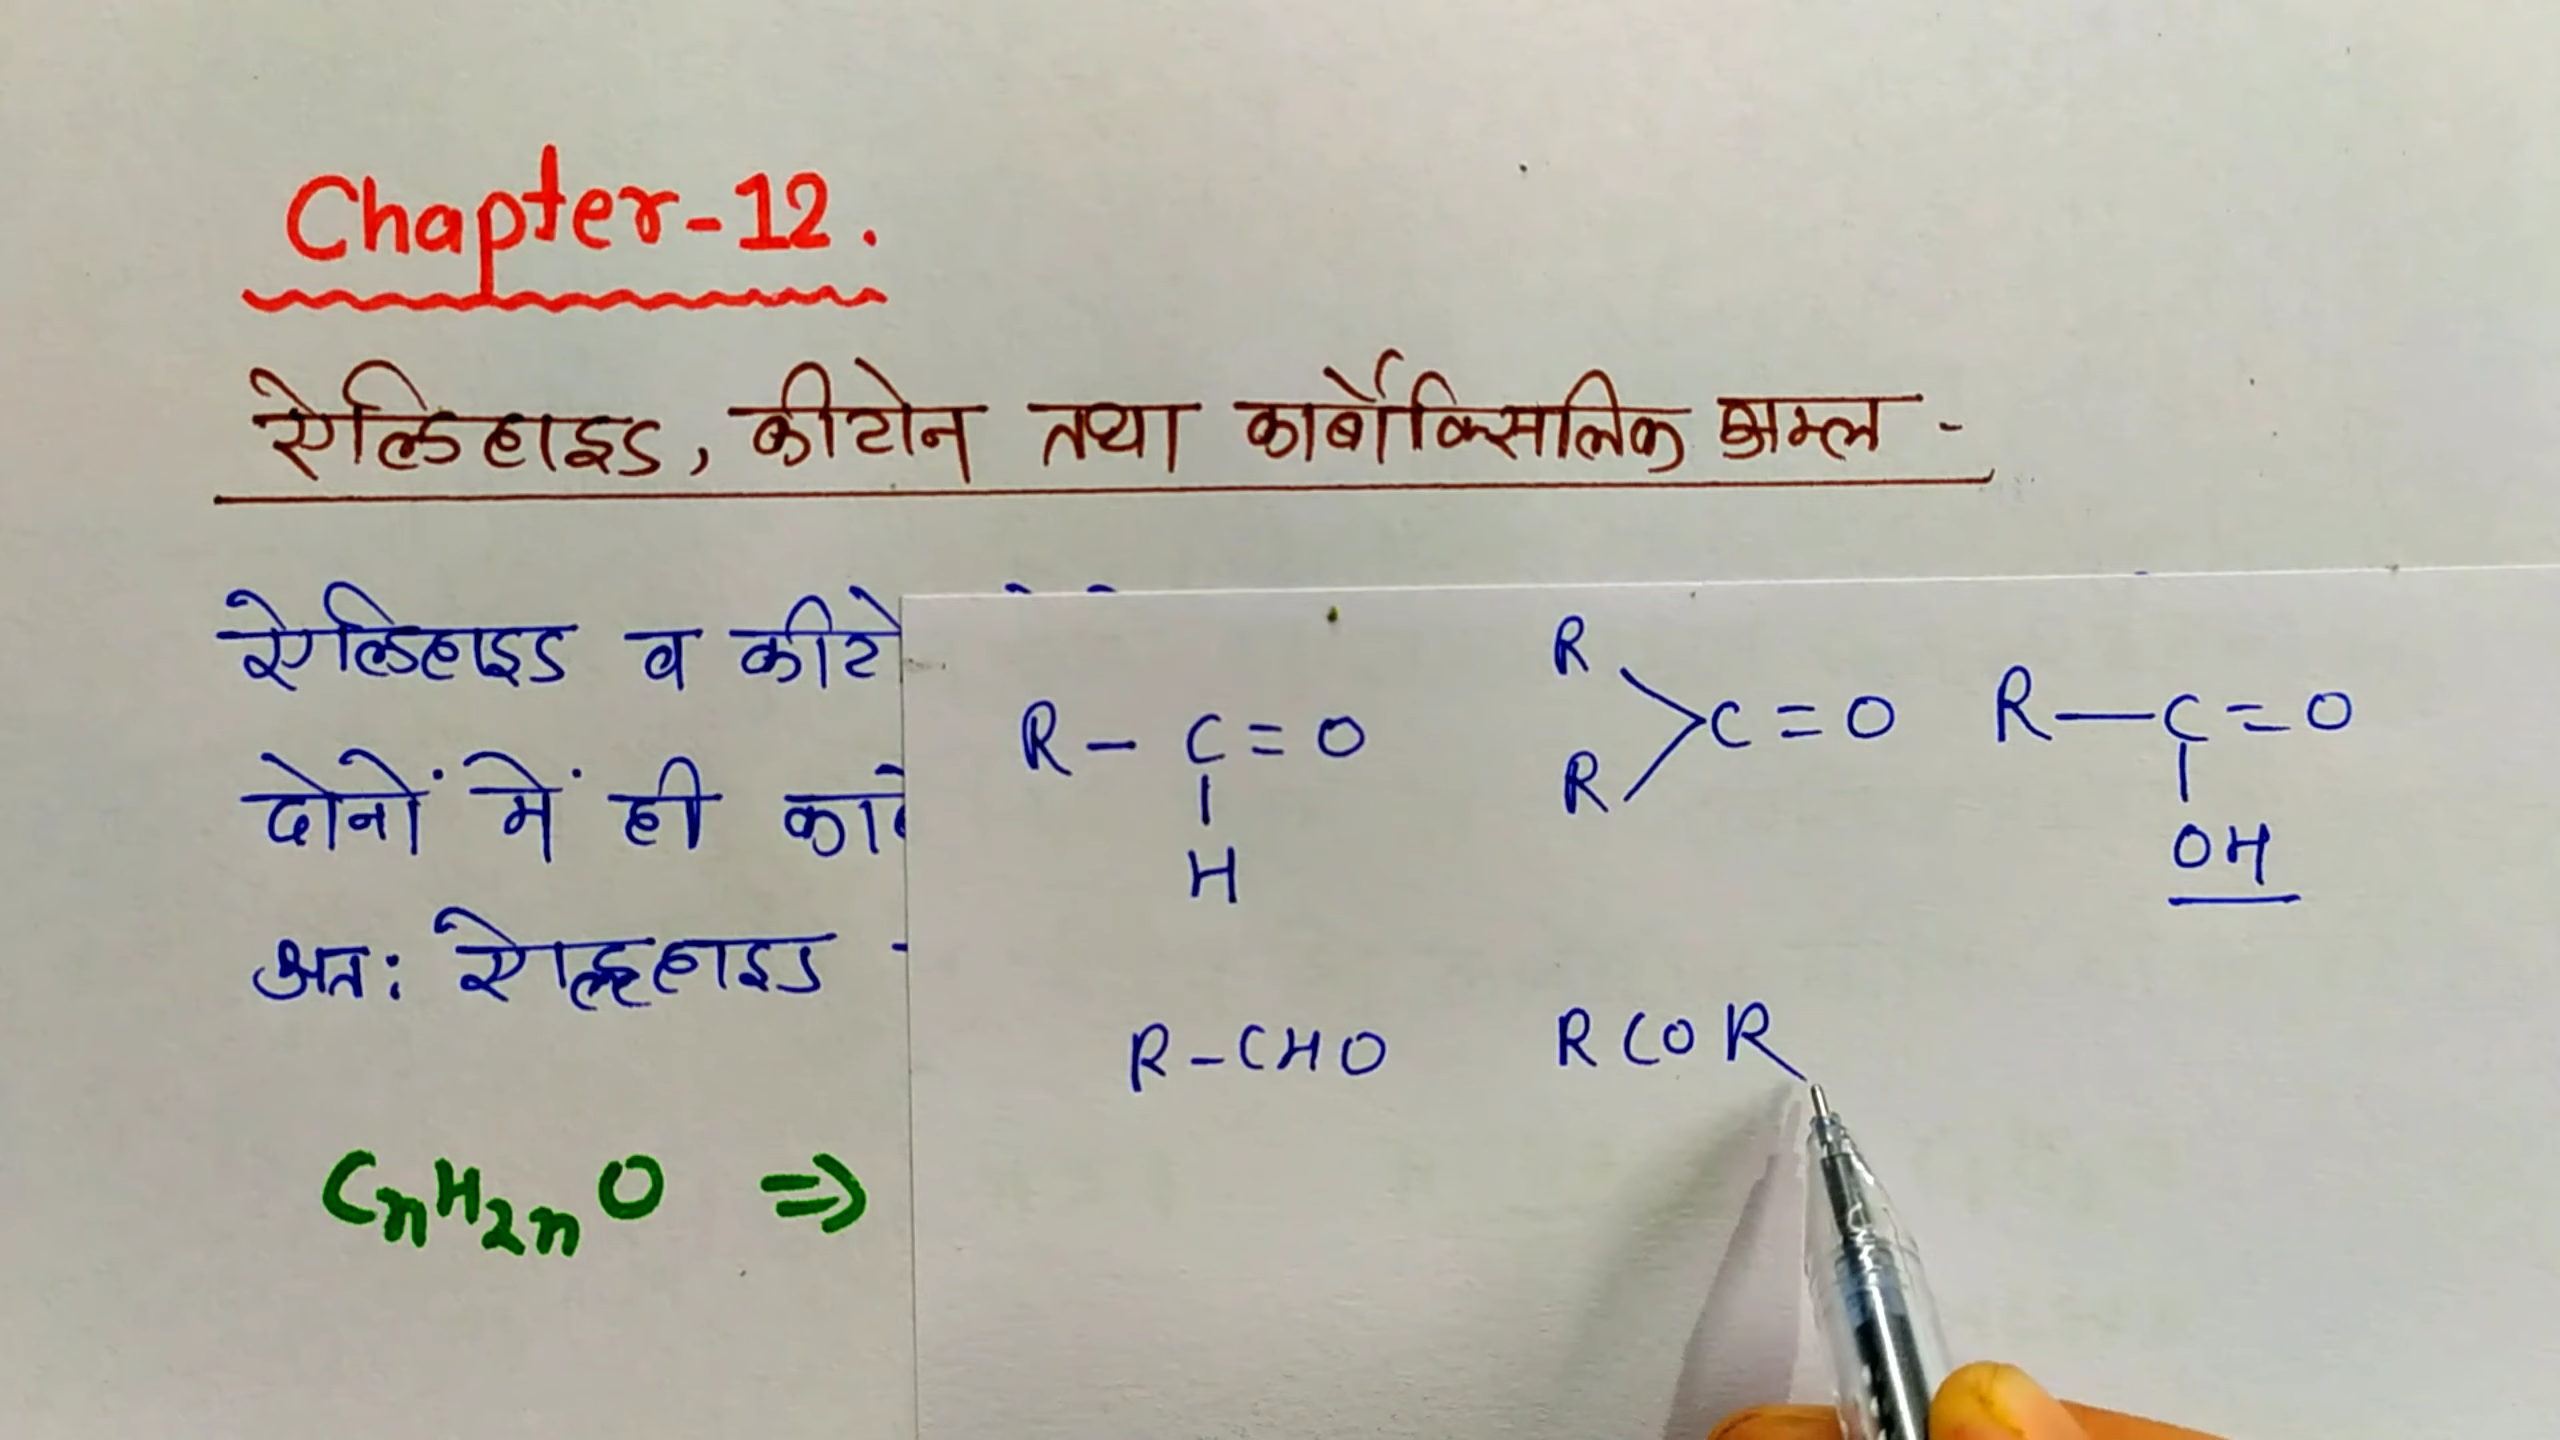 Chapter-12.
ऐल्डिहाइड, कीटोन तथा कार्बोक्सिलिक अम्ल -
ऐल्डिहाइड व
दोनों में ही
अत: ऐल्डिहाइड
CnH2nO ⇒
R - C = O
H
R
R
C = O
R — C = O
OH
R - CHO
RCOR